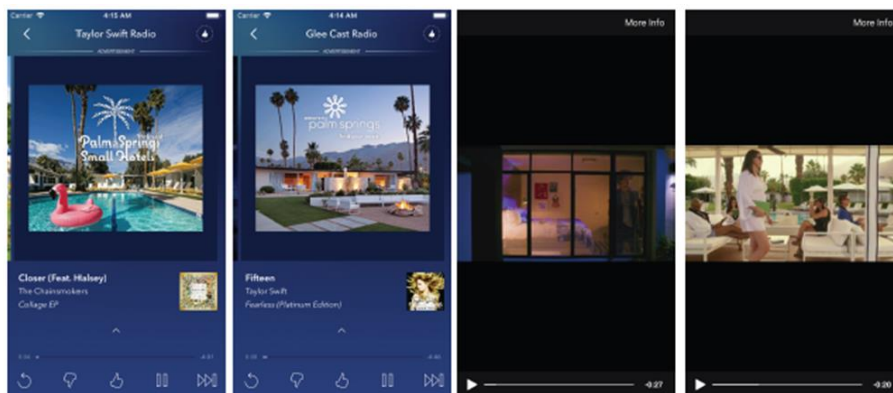 Carrier
4:15 AM
Taylor Swift Radio
ADVERTISEMENT
Palm Springs
Small Hotels
Closer (Feat. Halsey)
The Chainsmokers
Collage EP
Carrier
4:14 AM
Glee Cast Radio
ADVERTISEMENT
palm springs
Fifteen
Taylor Swift
Fearless (Platinum Edition)
More Info
-0:27
More Info
-0:20